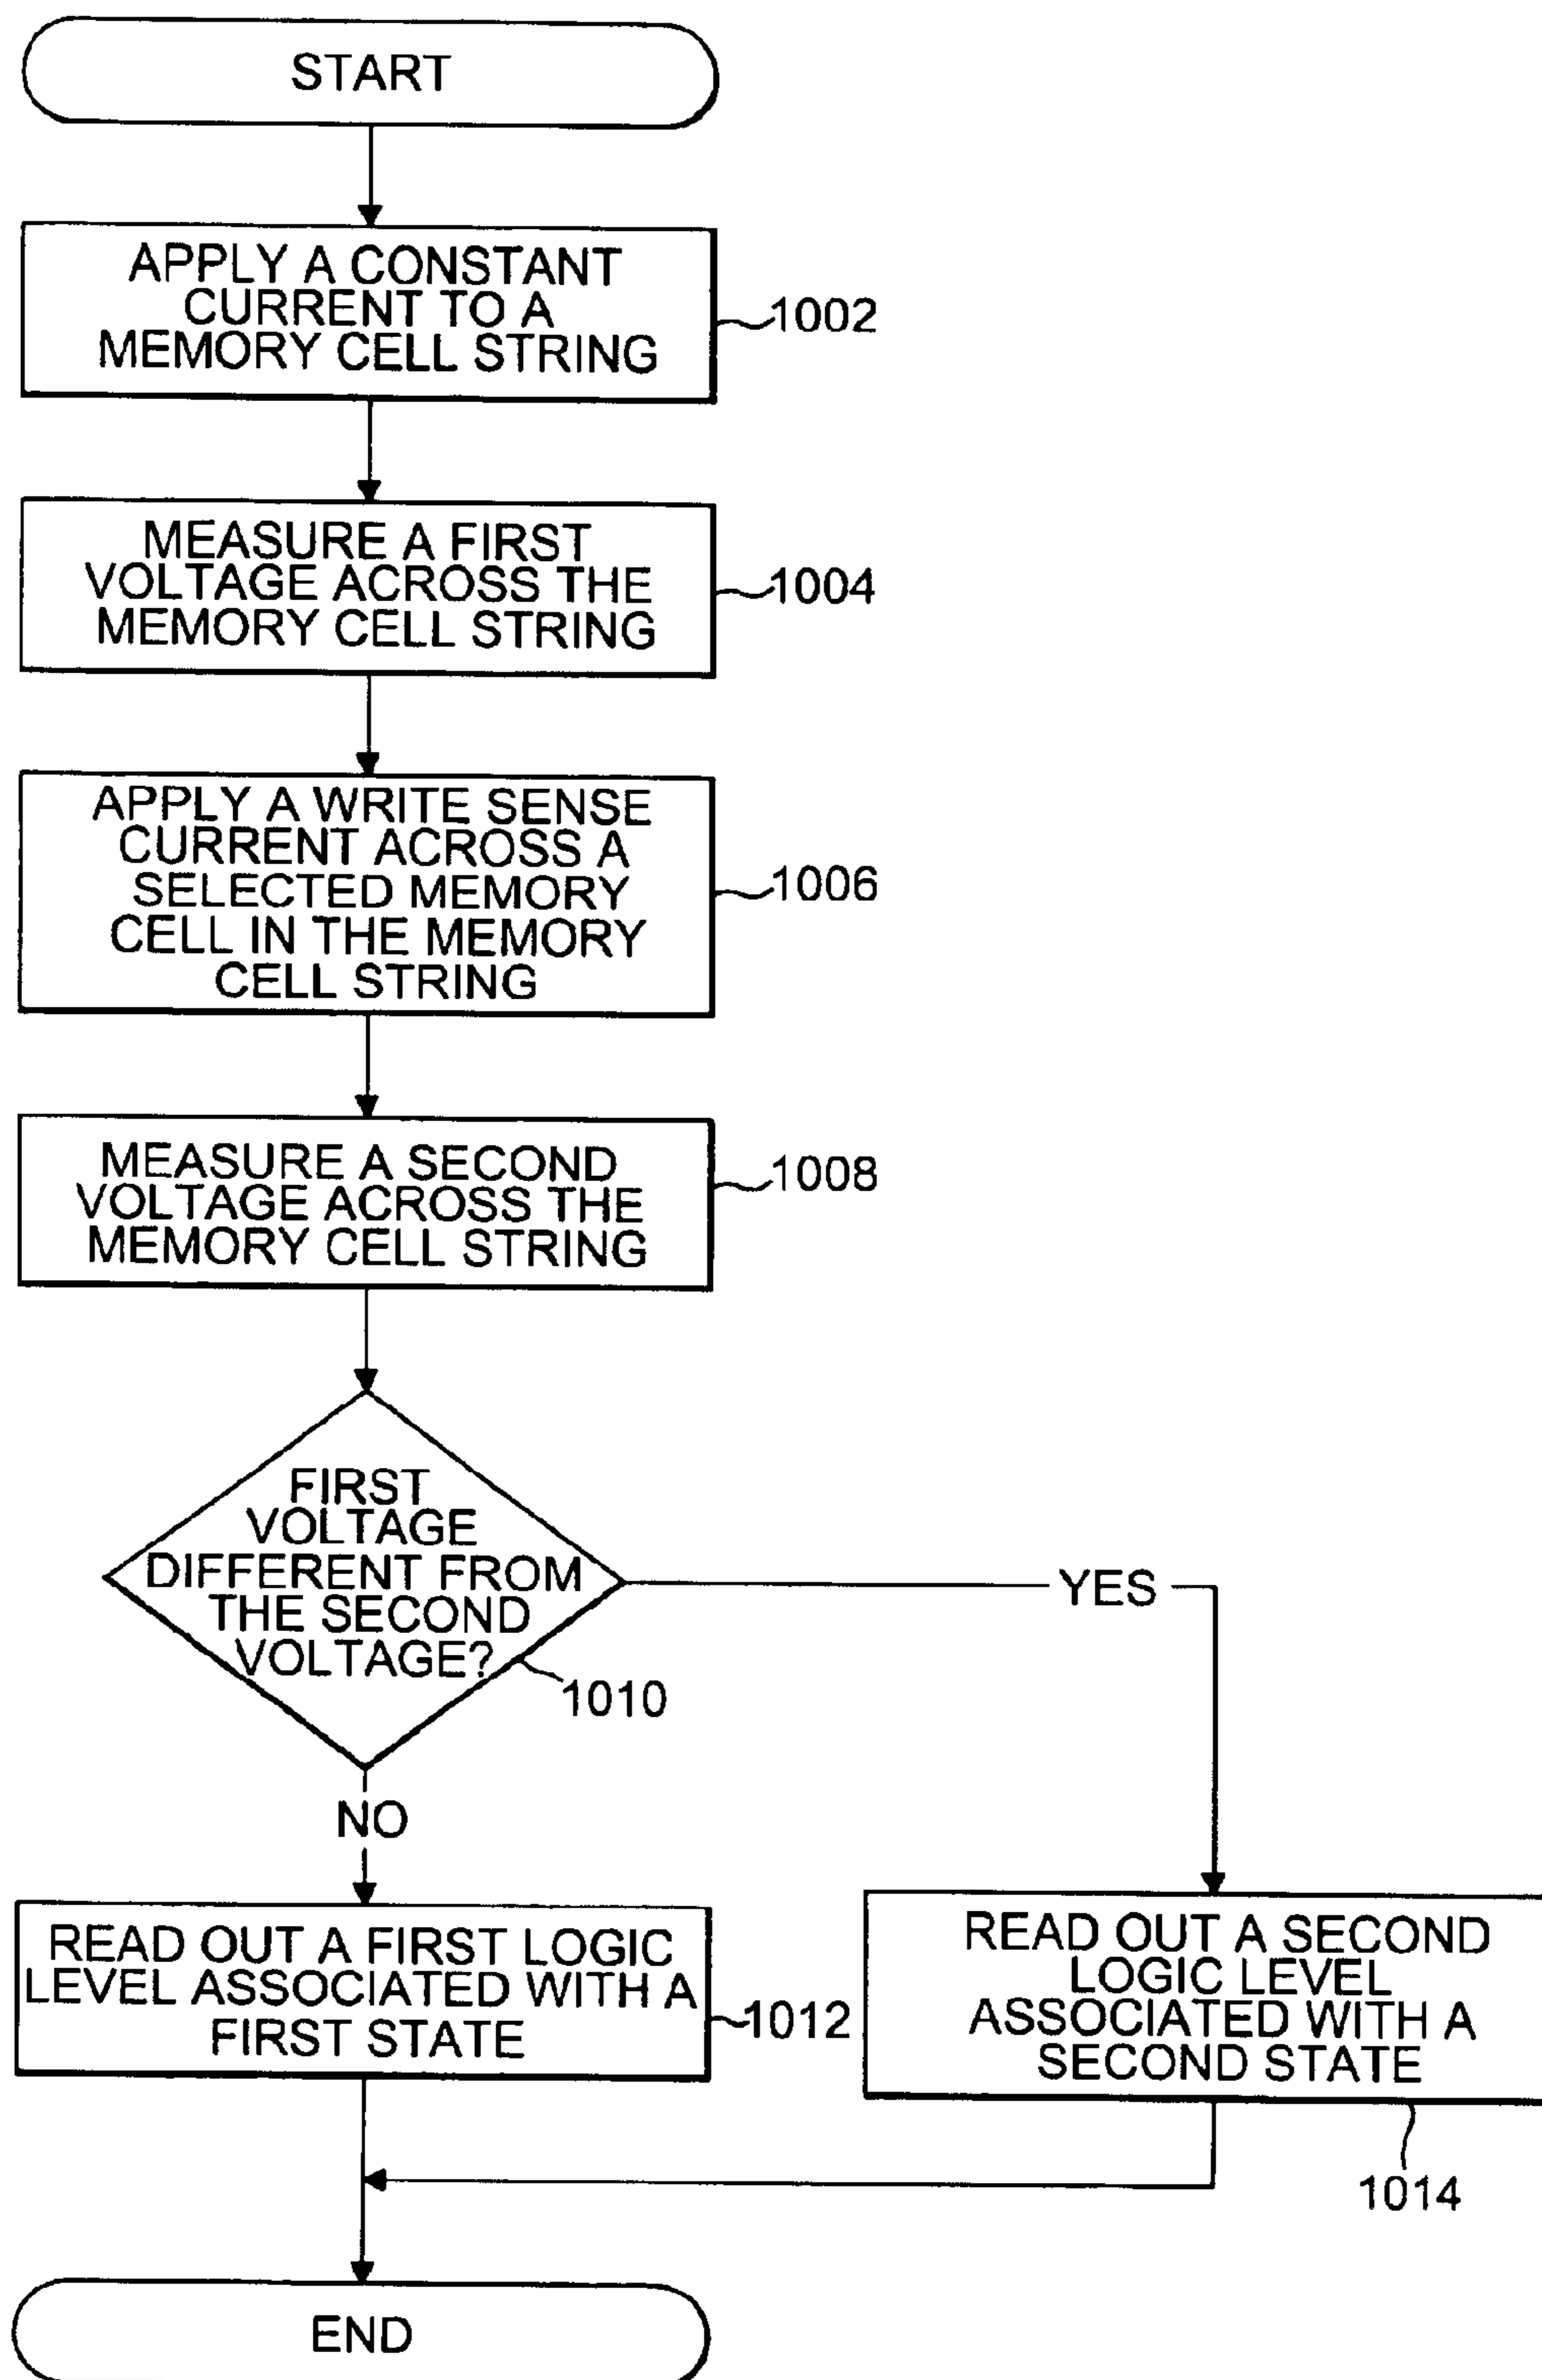 START
APPLY A CONSTANT
CURRENT TO A
MEMORY CELL STRING
1002
MEASURE A FIRST
VOLTAGE ACROSS THE
MEMORY CELL STRING
1004
APPLY A WRITE SENSE
CURRENT ACROSS A
SELECTED MEMORY
CELL IN THE MEMORY
CELL STRING
1006
MEASURE A SECOND
VOLTAGE ACROSS THE
MEMORY CELL STRING
1008
FIRST
VOLTAGE
DIFFERENT FROM
THE SECOND
VOLTAGE?
1010
YES
NO
READ OUT A FIRST LOGIC
LEVEL ASSOCIATED WITH A
FIRST STATE
1012
READ OUT A SECOND
LOGIC LEVEL
ASSOCIATED WITH A
SECOND STATE
1014
END